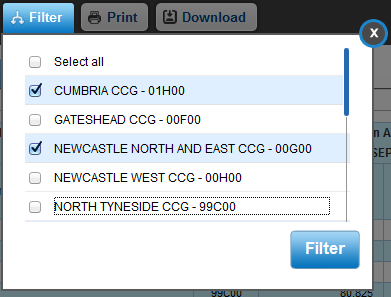 Filter
Print
Download
X
Select all
CUMBRIA CCG - 01H00
GATESHEAD CCG - 00F00
NEWCASTLE NORTH AND EAST CCG - 00G00
NEWCASTLE WEST CCG - 00H00
NORTH TYNESIDE CCG - 99C00
Filter
n A
SEP
99C00
80,825